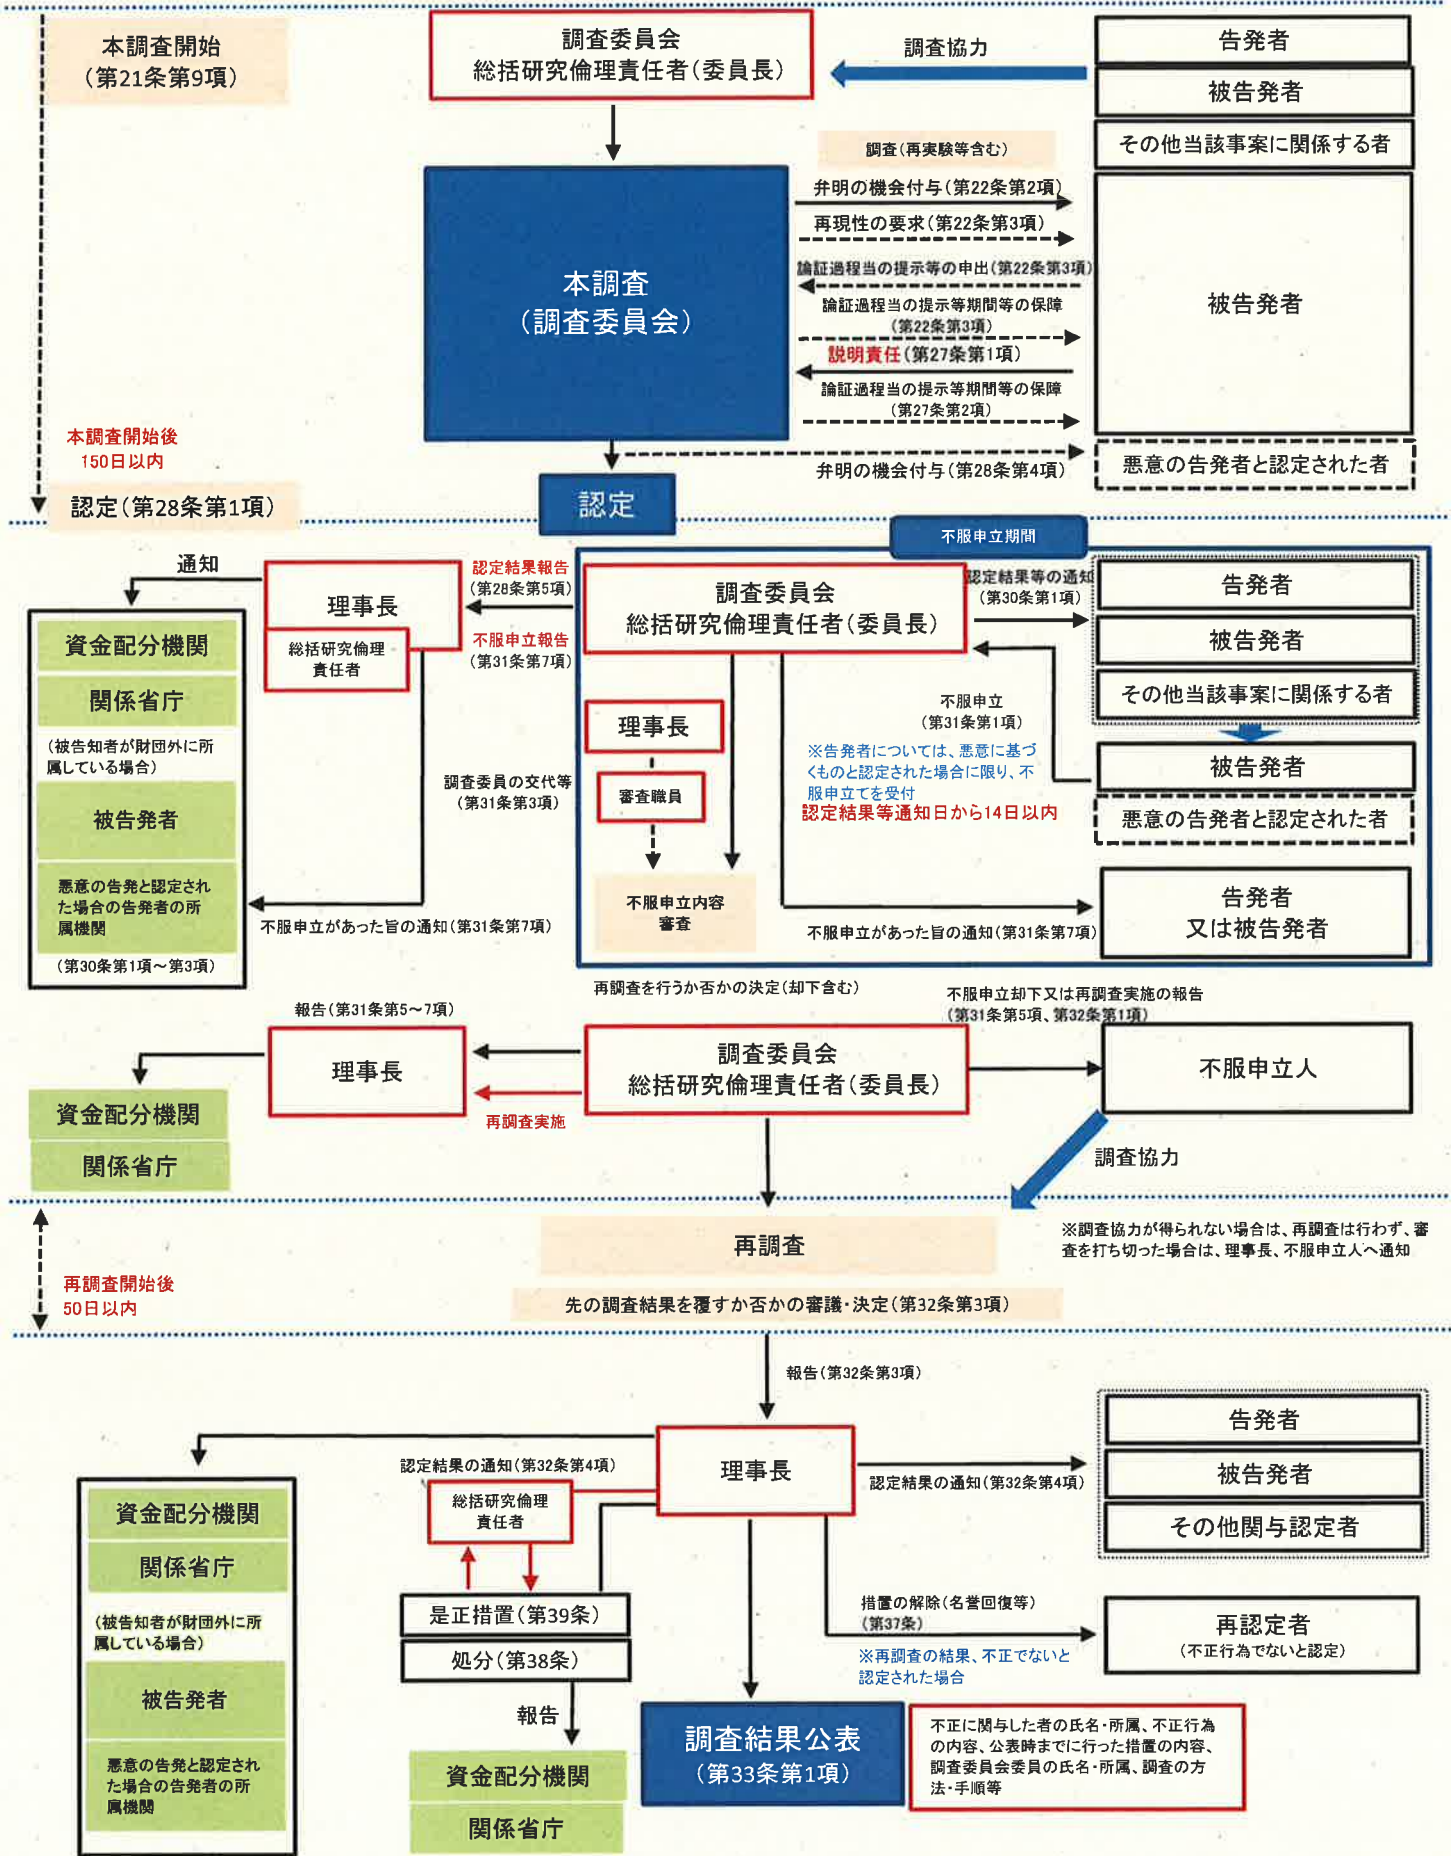 本調査開始
(第21条第9項)
調査委員会
総括研究倫理責任者(委員長)
調査協力
告発者
被告発者
その他当該事案に関係する者
調査(再実験等含む)
弁明の機会付与(第22条第2項)
再現性の要求(第22条第3項)
論証過程当の提示等の申出(第22条第3項)
論証過程当の提示等期間等の保障
(第22条第3項)
説明責任(第27条第1項)
論証過程当の提示等期間等の保障
(第27条第2項)
本調査
(調査委員会)
被告発者
本調査開始後
150日以内
弁明の機会付与(第28条第4項)
悪意の告発者と認定された者
認定(第28条第1項)
認定
不服申立期間
通知
理事長
総括研究倫理
責任者
認定結果報告
(第28条第5項)
不服申立報告
(第31条第7項)
調査委員会
総括研究倫理責任者(委員長)
認定結果等の通知
(第30条第1項)
告発者
被告発者
その他当該事案に関係する者
資金配分機関
関係省庁
(被告知者が財団外に所
属している場合)
被告発者
悪意の告発と認定され
た場合の告発者の所
属機関
(第30条第1項～第3項)
調査委員の交代等
(第31条第3項)
理事長
審査職員
不服申立
(第31条第1項)
※告発者については、悪意に基づ
くものと認定された場合に限り、不
服申立てを受付
認定結果等通知日から14日以内
被告発者
悪意の告発者と認定された者
不服申立があった旨の通知(第31条第7項)
不服申立内容
審査
不服申立があった旨の通知(第31条第7項)
告発者
又は被告発者
再調査を行うか否かの決定(却下含む)
報告(第31条第5～7項)
不服申立却下又は再調査実施の報告
(第31条第5項、第32条第1項)
理事長
再調査実施
調査委員会
総括研究倫理責任者(委員長)
不服申立人
資金配分機関
関係省庁
調査協力
再調査開始後
50日以内
再調査
※調査協力が得られない場合は、再調査は行わず、審
査を打ち切った場合は、理事長、不服申立人へ通知
先の調査結果を覆すか否かの審議・決定(第32条第3項)
報告(第32条第3項)
理事長
認定結果の通知(第32条第4項)
認定結果の通知(第32条第4項)
告発者
被告発者
その他関与認定者
資金配分機関
関係省庁
(被告知者が財団外に所
属している場合)
被告発者
悪意の告発と認定され
た場合の告発者の所
属機関
総括研究倫理
責任者
是正措置(第39条)
処分(第38条)
報告
資金配分機関
関係省庁
措置の解除(名誉回復等)
(第37条)
※再調査の結果、不正でないと
認定された場合
再認定者
(不正行為でないと認定)
調査結果公表
(第33条第1項)
不正に関与した者の氏名・所属、不正行為
の内容、公表時までに行った措置の内容、
調査委員会委員の氏名・所属、調査の方
法・手順等